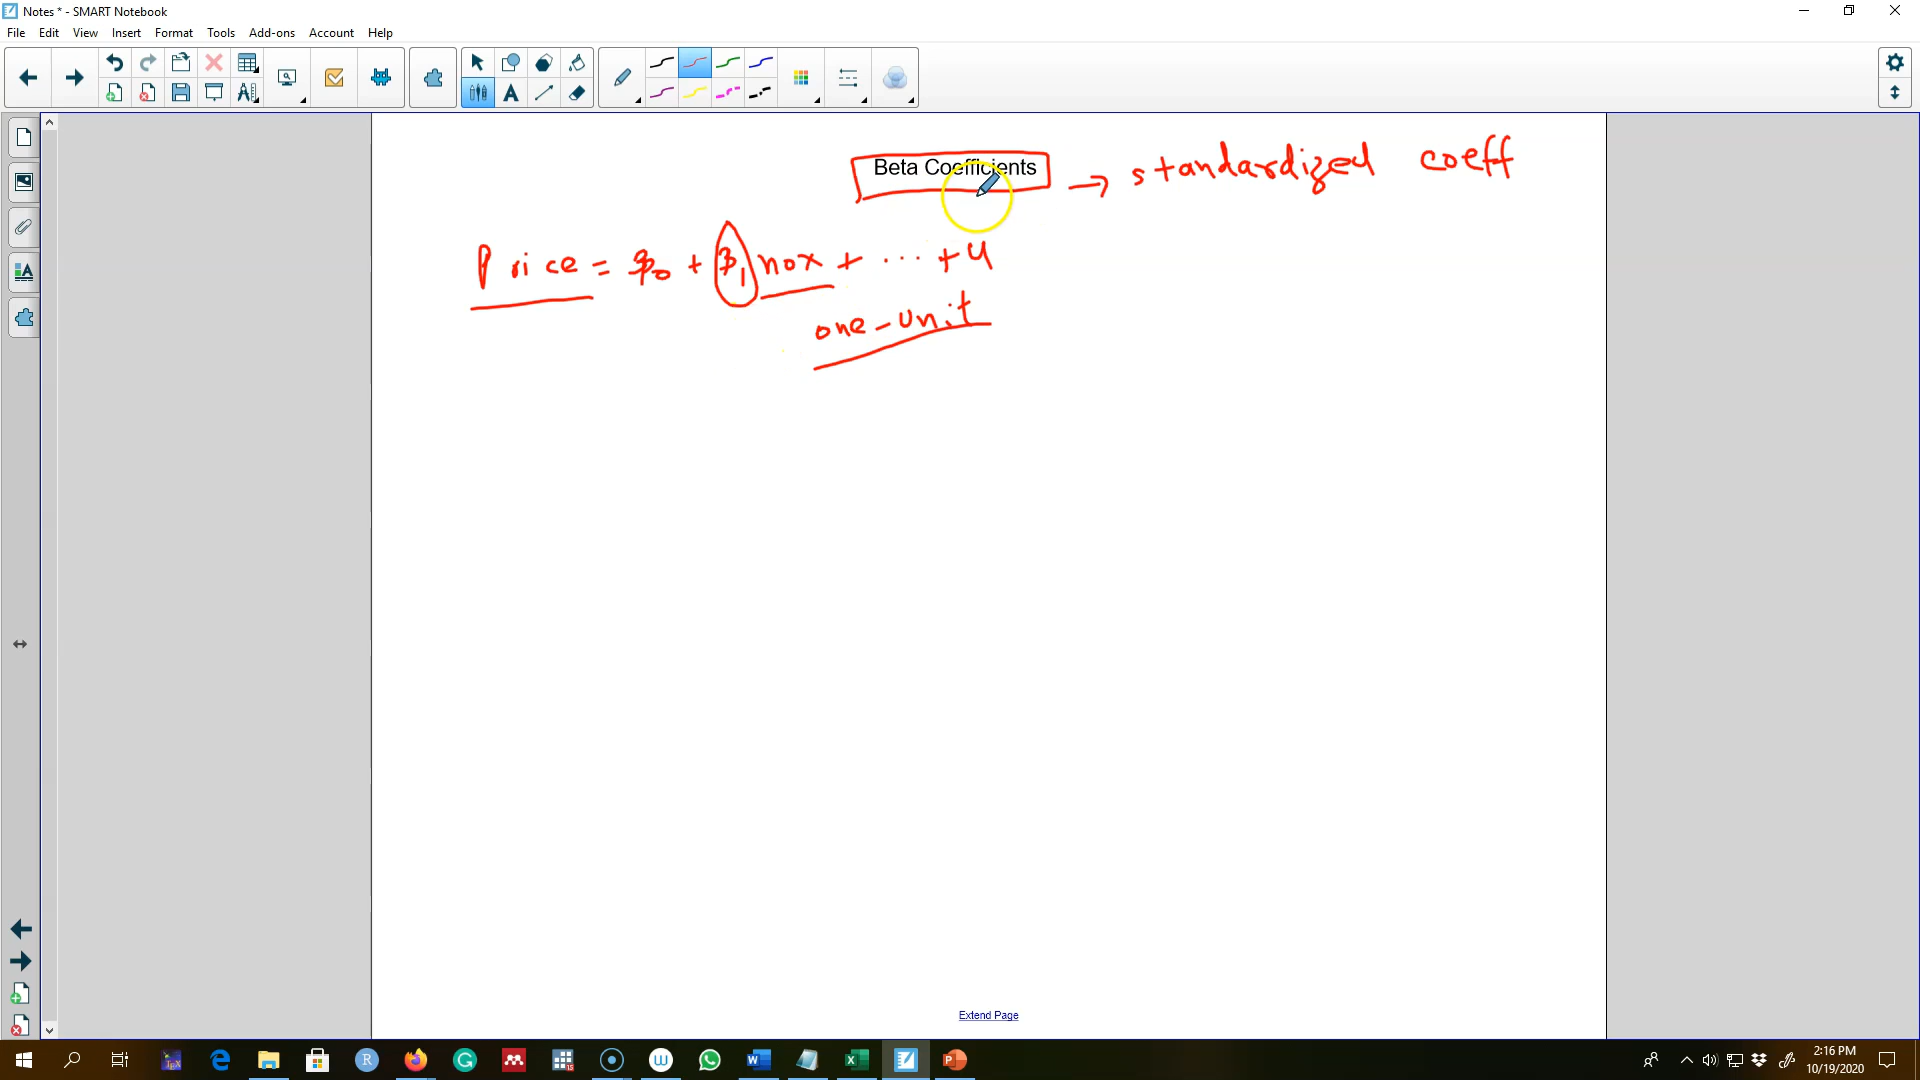 Notes * - SMART Notebook
File Edit View Insert Format Tools Add-ons Account Help
Beta Coefficients → standardized coeff
Price = β₀ + β₁ nox + ... + u
one-unit
Extend Page
2:16 PM
10/19/2020